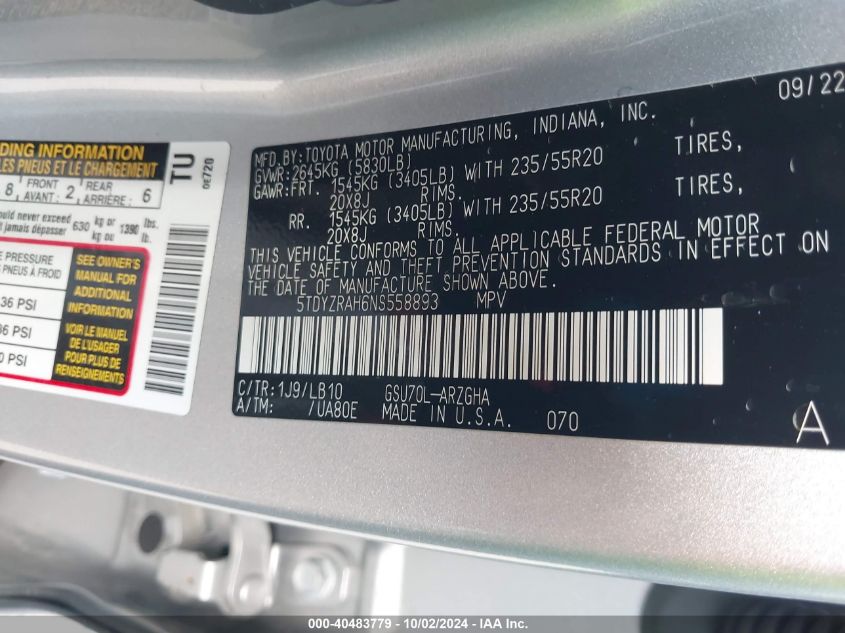 DING INFORMATION
LES PNEUS ET LE CHARGEMENT
8 FRONT AVANT : 2 REAR ARRIÈRE : 6
ould never exceed 630 kg or 1390 lbs.
t jamais dépasser kg ou lb.
E PRESSURE
PNEUS À FROID
36 PSI
36 PSI
0 PSI
SEE OWNER'S
MANUAL FOR
ADDITIONAL
INFORMATION
VOIR LE MANUEL
DE L'USAGER
POUR PLUS DE
RENSEIGNEMENTS
TU
0E720
09/22
MFD.BY:TOYOTA MOTOR MANUFACTURING, INDIANA, INC.
GVWR:2645KG (5830LB)
GAWR:FRT. 1545KG (3405LB) WITH 235/55R20 TIRES,
20X8J RIMS.
RR. 1545KG (3405LB) WITH 235/55R20 TIRES,
20X8J RIMS.
THIS VEHICLE CONFORMS TO ALL APPLICABLE FEDERAL MOTOR
VEHICLE SAFETY AND THEFT PREVENTION STANDARDS IN EFFECT ON
THE DATE OF MANUFACTURE SHOWN ABOVE.
5TDYZRAH6NS558893 MPV
C/TR:1J9/LB10 GSU70L-ARZGHA
A/TM: /UA80E MADE IN U.S.A. 070
A
000-40483779 - 10/02/2024 - IAA Inc.